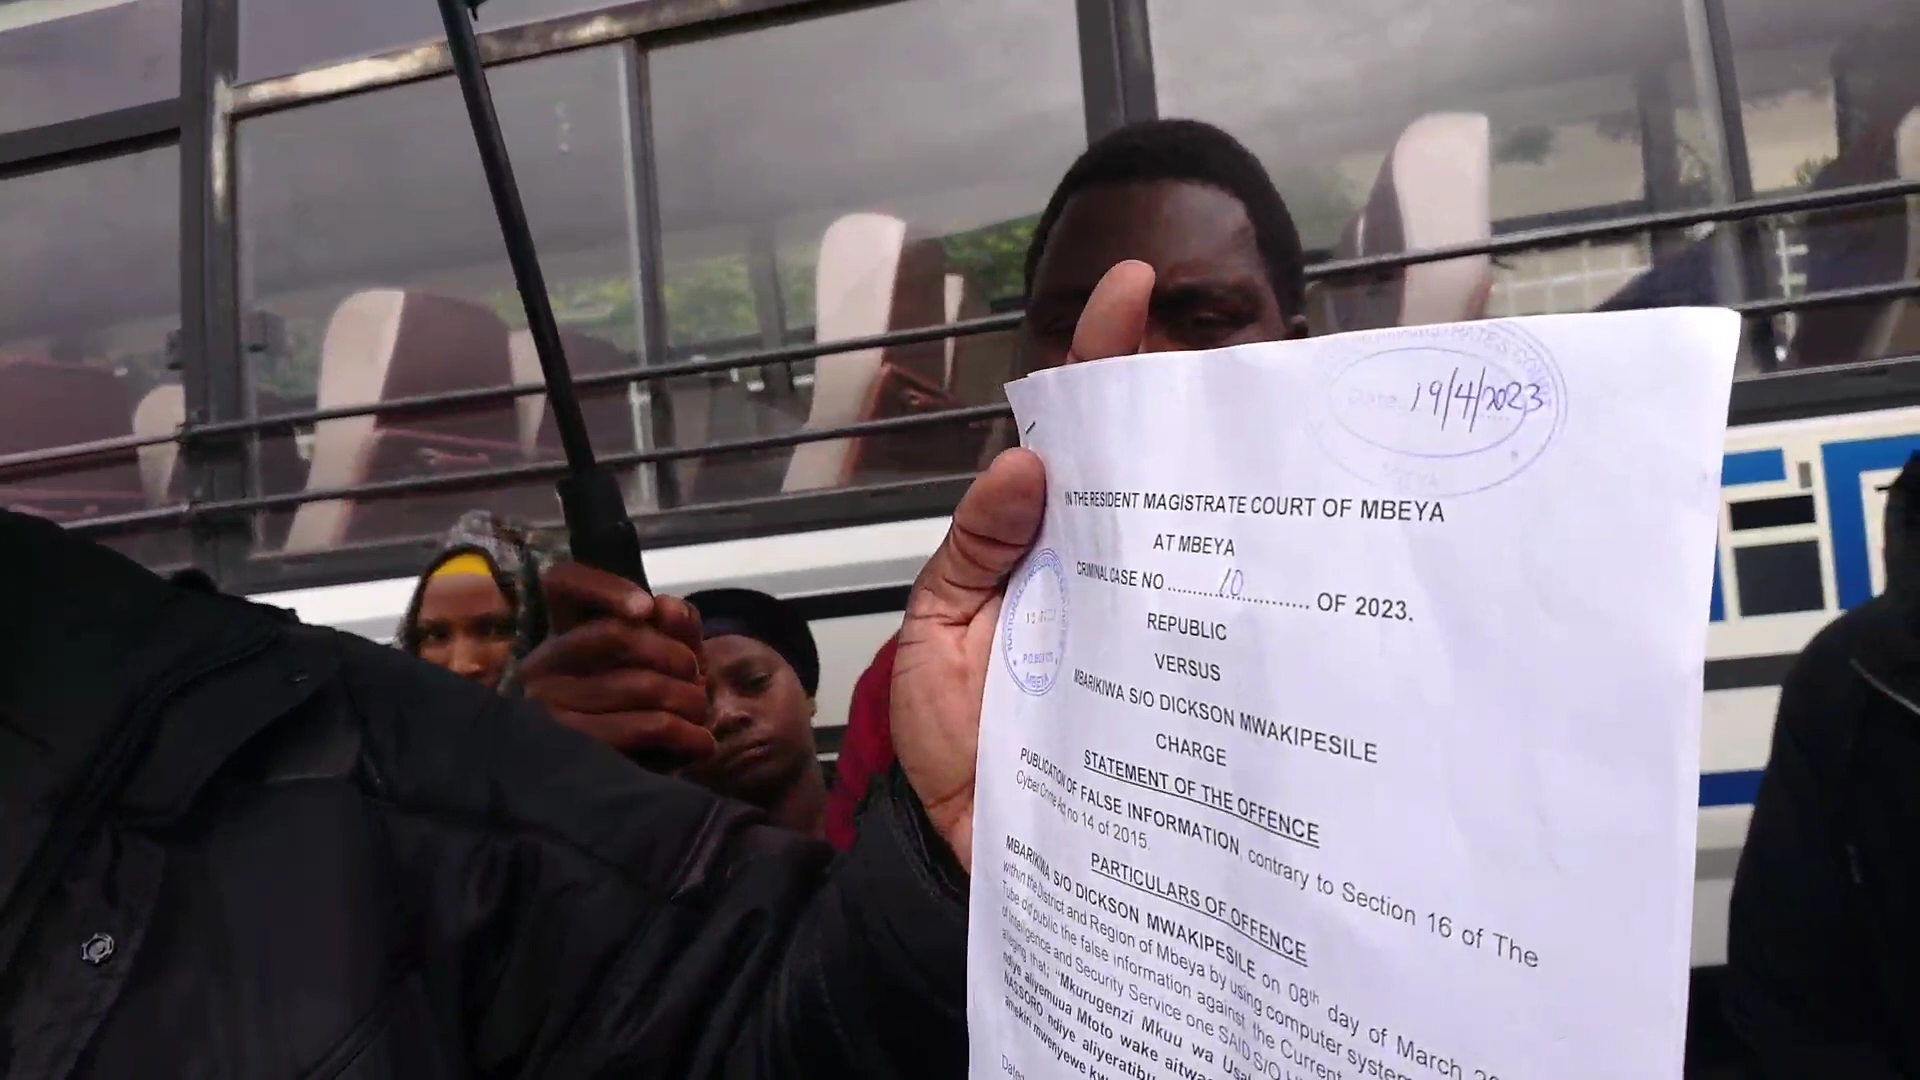 Date 19/4/2023
IN THE RESIDENT MAGISTRATE COURT OF MBEYA
AT MBEYA
CRIMINAL CASE NO ........10............ OF 2023.
P.O.BOX
MBEYA
REPUBLIC
VERSUS
MBARIKIWA S/O DICKSON MWAKIPESILE
CHARGE
STATEMENT OF THE OFFENCE
PUBLICATION OF FALSE INFORMATION, contrary to Section 16 of The
Cyber Crime Act no 14 of 2015.
PARTICULARS OF OFFENCE
MBARIKIWA S/O DICKSON MWAKIPESILE on 08th day of March
within the District and Region of Mbeya by using computer system
Tube did public the false information against the Current
of Intelligence and Security Service one SAID S/O
alleging that; "Mkurugenzi Mkuu wa
ndiye aliyemuua Mtoto wake
NASSORO ndiye
mwenyewe